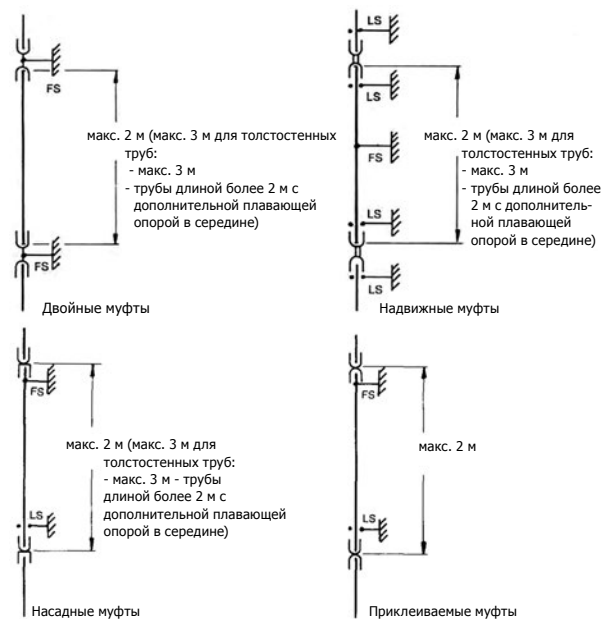 FS
макс. 2 м (макс. 3 м для толстостенных
труб:
- макс. 3 м
- трубы длиной более 2 м с
дополнительной плавающей
опорой в середине)
FS
Двойные муфты
LS
LS
макс. 2 м (макс. 3 м для
толстостенных труб:
- макс. 3 м
- трубы длиной более
2 м с дополнитель-
ной плавающей
опорой в середине)
FS
LS
LS
Надвижные муфты
FS
макс. 2 м (макс. 3 м для
толстостенных труб:
- макс. 3 м - трубы
длиной более 2 м с
дополнительной плавающей
опорой в середине)
LS
Насадные муфты
FS
макс. 2 м
LS
Приклеиваемые муфты